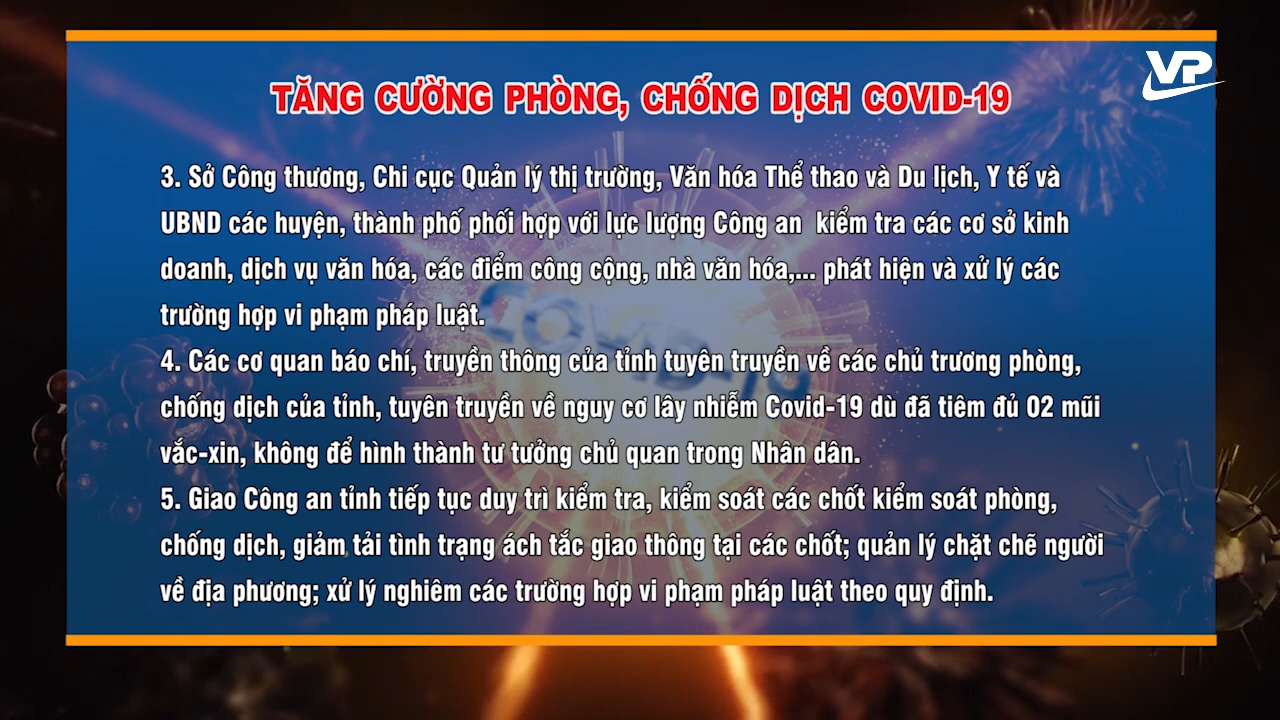 VP
TĂNG CƯỜNG PHÒNG, CHỐNG DỊCH COVID-19
3. Sở Công thương, Chi cục Quản lý thị trường, Văn hóa Thể thao và Du lịch, Y tế và
UBND các huyện, thành phố phối hợp với lực lượng Công an  kiểm tra các cơ sở kinh
doanh, dịch vụ văn hóa, các điểm công cộng, nhà văn hóa,... phát hiện và xử lý các
trường hợp vi phạm pháp luật.
4. Các cơ quan báo chí, truyền thông của tỉnh tuyên truyền về các chủ trương phòng,
chống dịch của tỉnh, tuyên truyền về nguy cơ lây nhiễm Covid-19 dù đã tiêm đủ 02 mũi
vắc-xin, không để hình thành tư tưởng chủ quan trong Nhân dân.
5. Giao Công an tỉnh tiếp tục duy trì kiểm tra, kiểm soát các chốt kiểm soát phòng,
chống dịch, giảm tải tình trạng ách tắc giao thông tại các chốt; quản lý chặt chẽ người
về địa phương; xử lý nghiêm các trường hợp vi phạm pháp luật theo quy định.
COVID-19